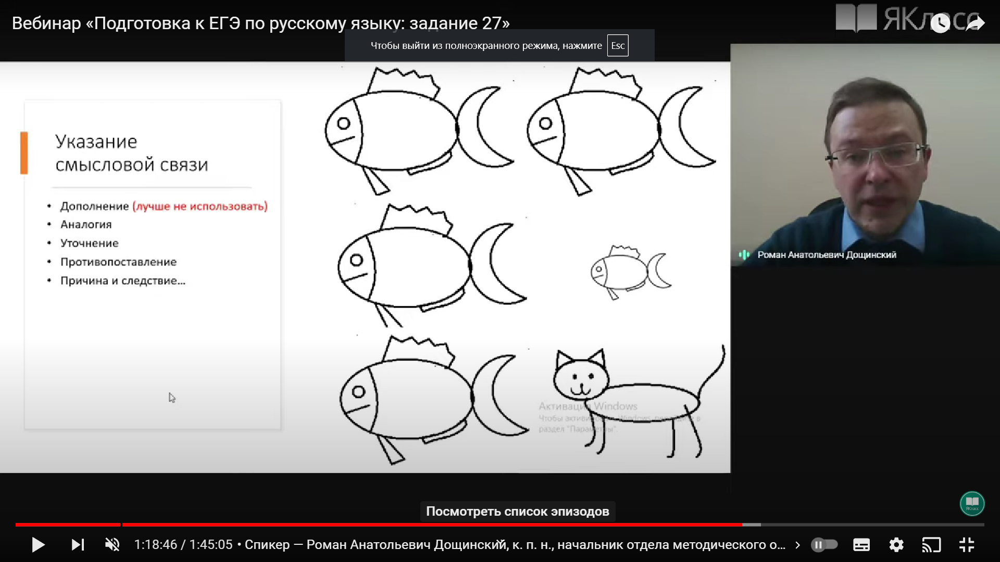 Вебинар «Подготовка к ЕГЭ по русскому языку: задание 27»
ЯКласс
Чтобы выйти из полноэкранного режима, нажмите Esc
Указание
смысловой связи
• Дополнение (лучше не использовать)
• Аналогия
• Уточнение
• Противопоставление
• Причина и следствие...
Роман Анатольевич Дощинский
Активация Windows
Чтобы активировать Windows, перейдите в
раздел "Параметры".
ЯКласс
Посмотреть список эпизодов
1:18:46 / 1:45:05 • Спикер — Роман Анатольевич Дощинский, к. п. н., начальник отдела методического о...